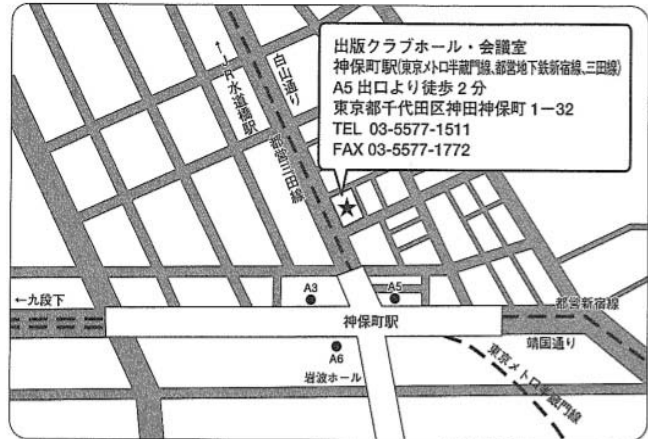 出版クラブホール・会議室
神保町駅(東京メトロ半蔵門線、都営地下鉄新宿線、三田線)
A5 出口より徒歩 2 分
東京都千代田区神田神保町 1-32
TEL 03-5577-1511
FAX 03-5577-1772
←JR水道橋駅
白山通り
都営三田線
A3
A5
←九段下
神保町駅
都営新宿線
靖国通り
A6
岩波ホール
東京メトロ半蔵門線